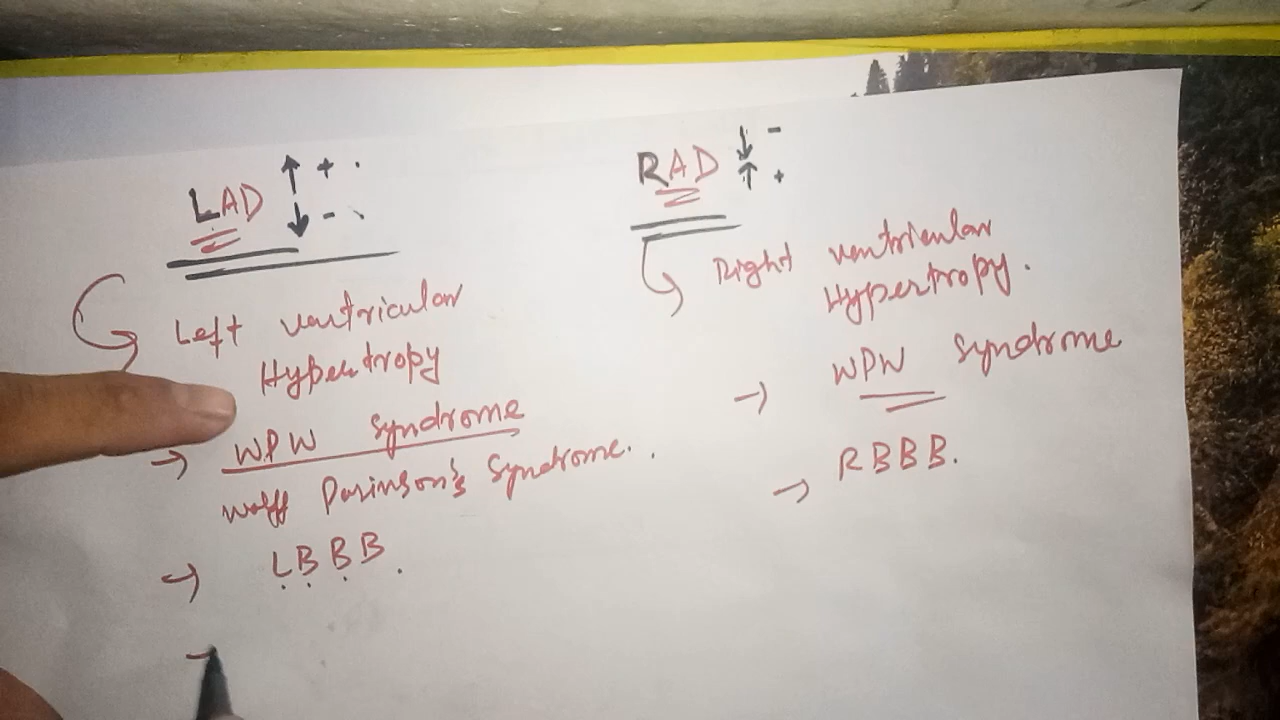 LAD ↑ + .
↓ - .
Left ventricular
Hypertropy
→ WPW Syndrome
Wolff Parinson's Syndrome.
→ LBBB.
RAD ↓ -
↑ +
Right ventricular
Hypertropy.
→ WPW Syndrome
→ RBBB.